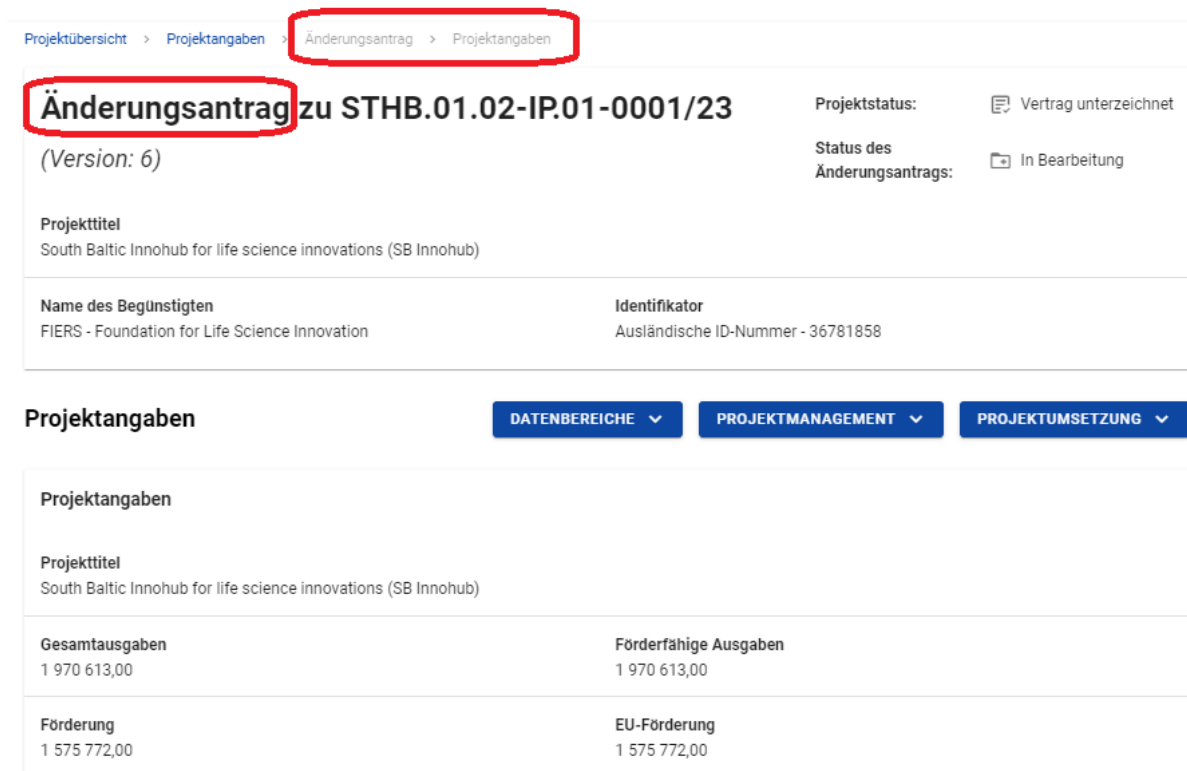 Projektübersicht > Projektangaben > Änderungsantrag > Projektangaben
Änderungsantrag zu STHB.01.02-IP.01-0001/23
(Version: 6)
Projektstatus: Vertrag unterzeichnet
Status des Änderungsantrags: In Bearbeitung
Projekttitel
South Baltic Innohub for life science innovations (SB Innohub)
Name des Begünstigten Identifikator
FIERS - Foundation for Life Science Innovation Ausländische ID-Nummer - 36781858
Projektangaben DATENBEREICHE PROJEKTMANAGEMENT PROJEKTUMSETZUNG
Projektangaben
Projekttitel
South Baltic Innohub for life science innovations (SB Innohub)
Gesamtausgaben Förderfähige Ausgaben
1 970 613,00 1 970 613,00
Förderung EU-Förderung
1 575 772,00 1 575 772,00